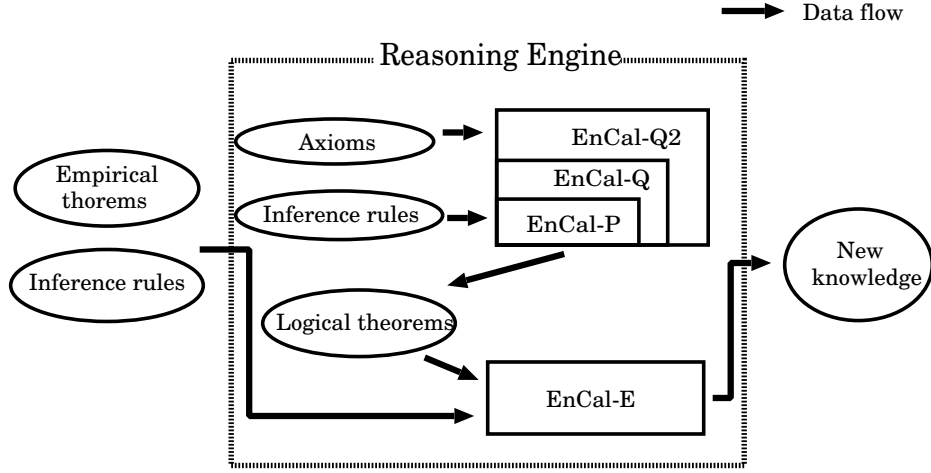 Data flow
Reasoning Engine
Axioms
EnCal-Q2
Empirical
thorems
EnCal-Q
Inference rules
EnCal-P
Inference rules
New
knowledge
Logical theorems
EnCal-E